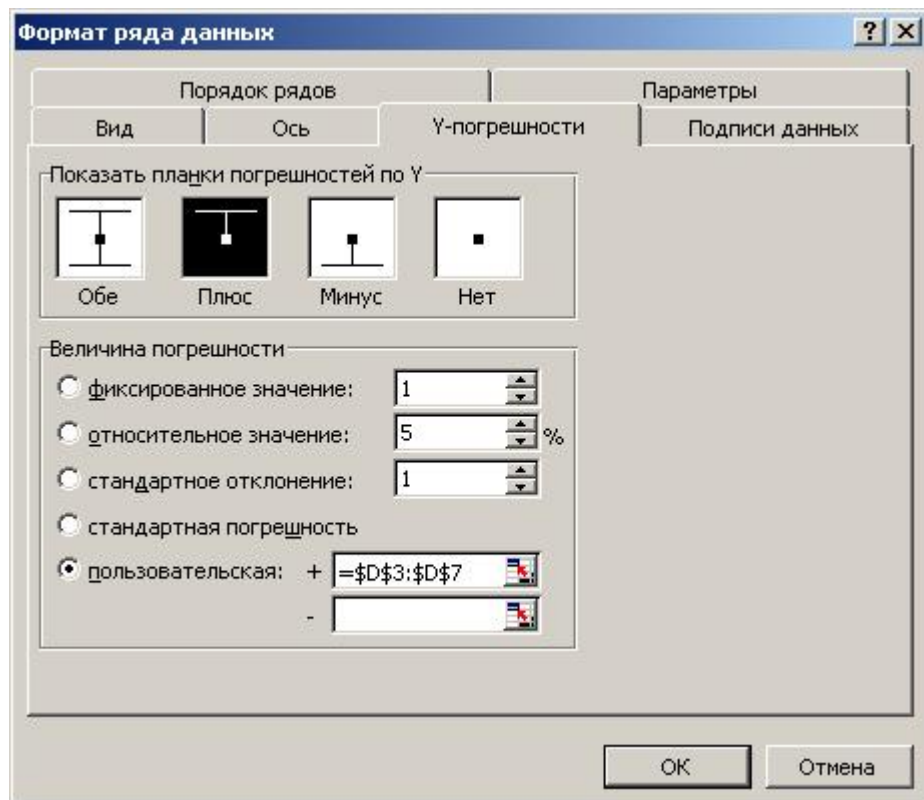 Формат ряда данных
Порядок рядов Параметры
Вид Ось Y-погрешности Подписи данных
Показать планки погрешностей по Y
Обе Плюс Минус Нет
Величина погрешности
фиксированное значение: 1
относительное значение: 5 %
стандартное отклонение: 1
стандартная погрешность
пользовательская: + =$D$3:$D$7
-
OK Отмена